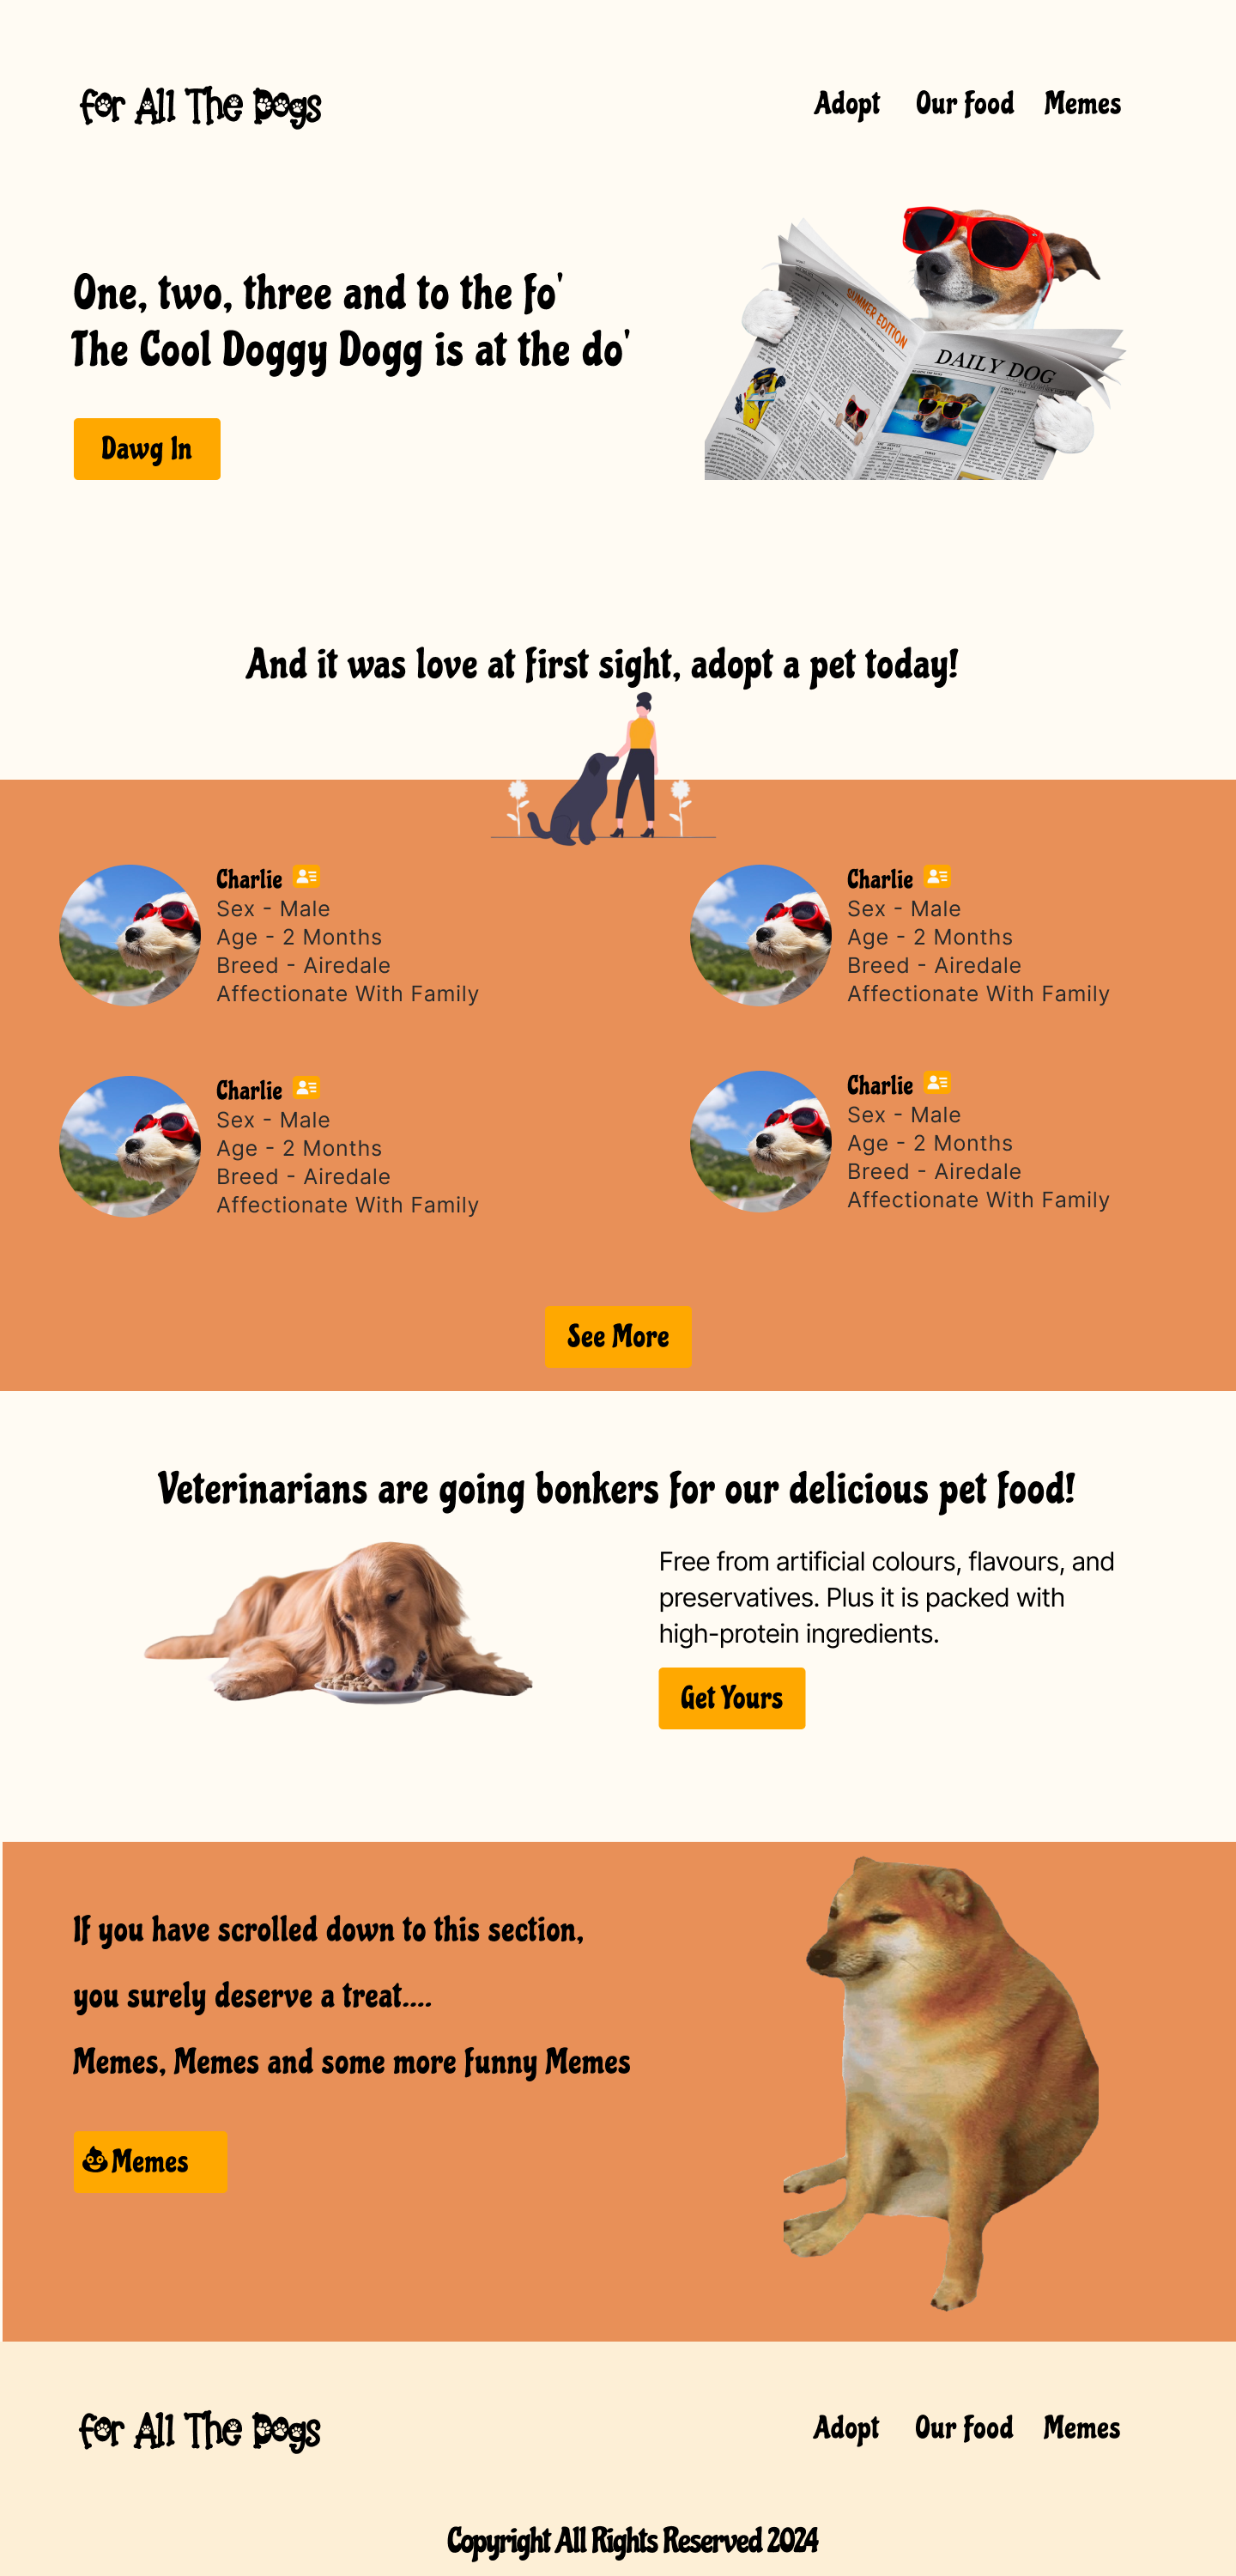 for All The Dogs
Adopt Our Food Memes
SUMMER EDITION
DAILY DOG
One, two, three and to the fo'
The Cool Doggy Dogg is at the do'
Dawg In
And it was love at first sight, adopt a pet today!
Charlie
Sex - Male
Age - 2 Months
Breed - Airedale
Affectionate With Family
Charlie
Sex - Male
Age - 2 Months
Breed - Airedale
Affectionate With Family
Charlie
Sex - Male
Age - 2 Months
Breed - Airedale
Affectionate With Family
Charlie
Sex - Male
Age - 2 Months
Breed - Airedale
Affectionate With Family
See More
Veterinarians are going bonkers for our delicious pet food!
Free from artificial colours, flavours, and
preservatives. Plus it is packed with
high-protein ingredients.
Get Yours
If you have scrolled down to this section,
you surely deserve a treat....
Memes, Memes and some more funny Memes
Memes
for All The Dogs
Adopt Our Food Memes
Copyright All Rights Reserved 2024